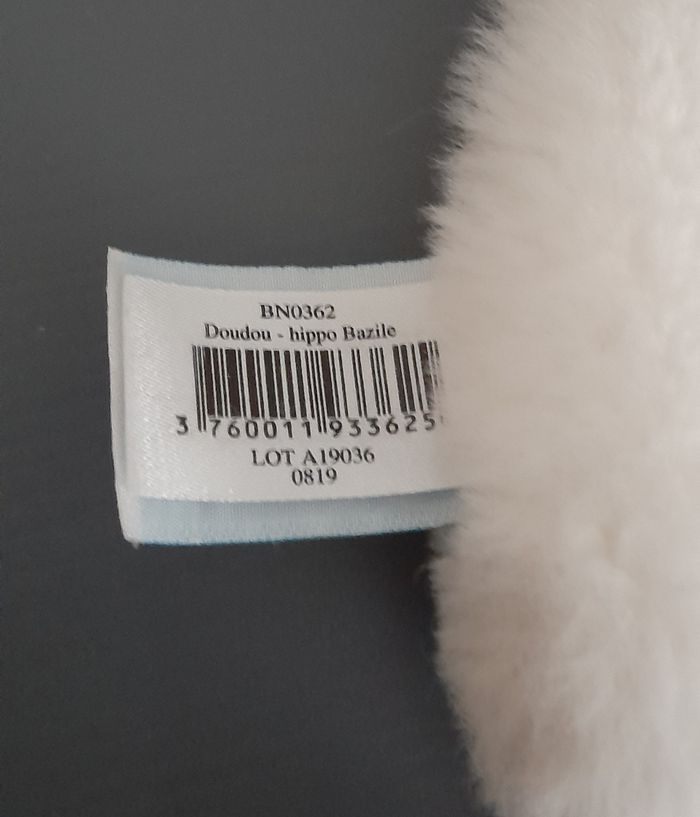 BN0362
Doudou - hippo Bazile
3 760011 933625
LOT A19036
0819